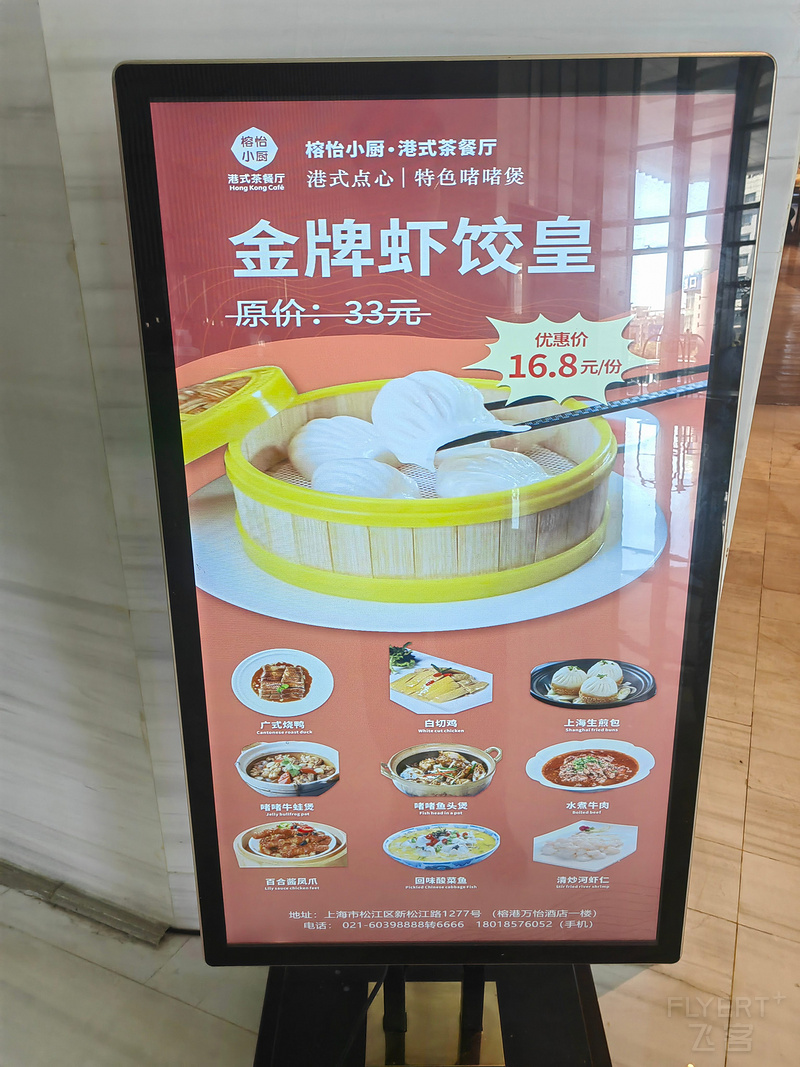 榕怡
小厨
港式茶餐厅
Hong Kong Café
榕怡小厨·港式茶餐厅
港式点心|特色啫啫煲
金牌虾饺皇
原价：33元
优惠价
16.8元/份
广式烧鸭
Cantonese roast duck
白切鸡
White cut chicken
上海生煎包
Shanghai fried buns
啫啫牛蛙煲
Jolly bullfrog pot
啫啫鱼头煲
Fish head in a pot
水煮牛肉
Boiled beef
百合酱凤爪
Lily sauce chicken feet
回味酸菜鱼
Pickled Chinese cabbage Fish
清炒河虾仁
Stir fried river shrimp
地址：上海市松江区新松江路1277号 （榕港万怡酒店一楼）
电话： 021-60398888转6666 18018576052（手机）
FLYERT+
飞客